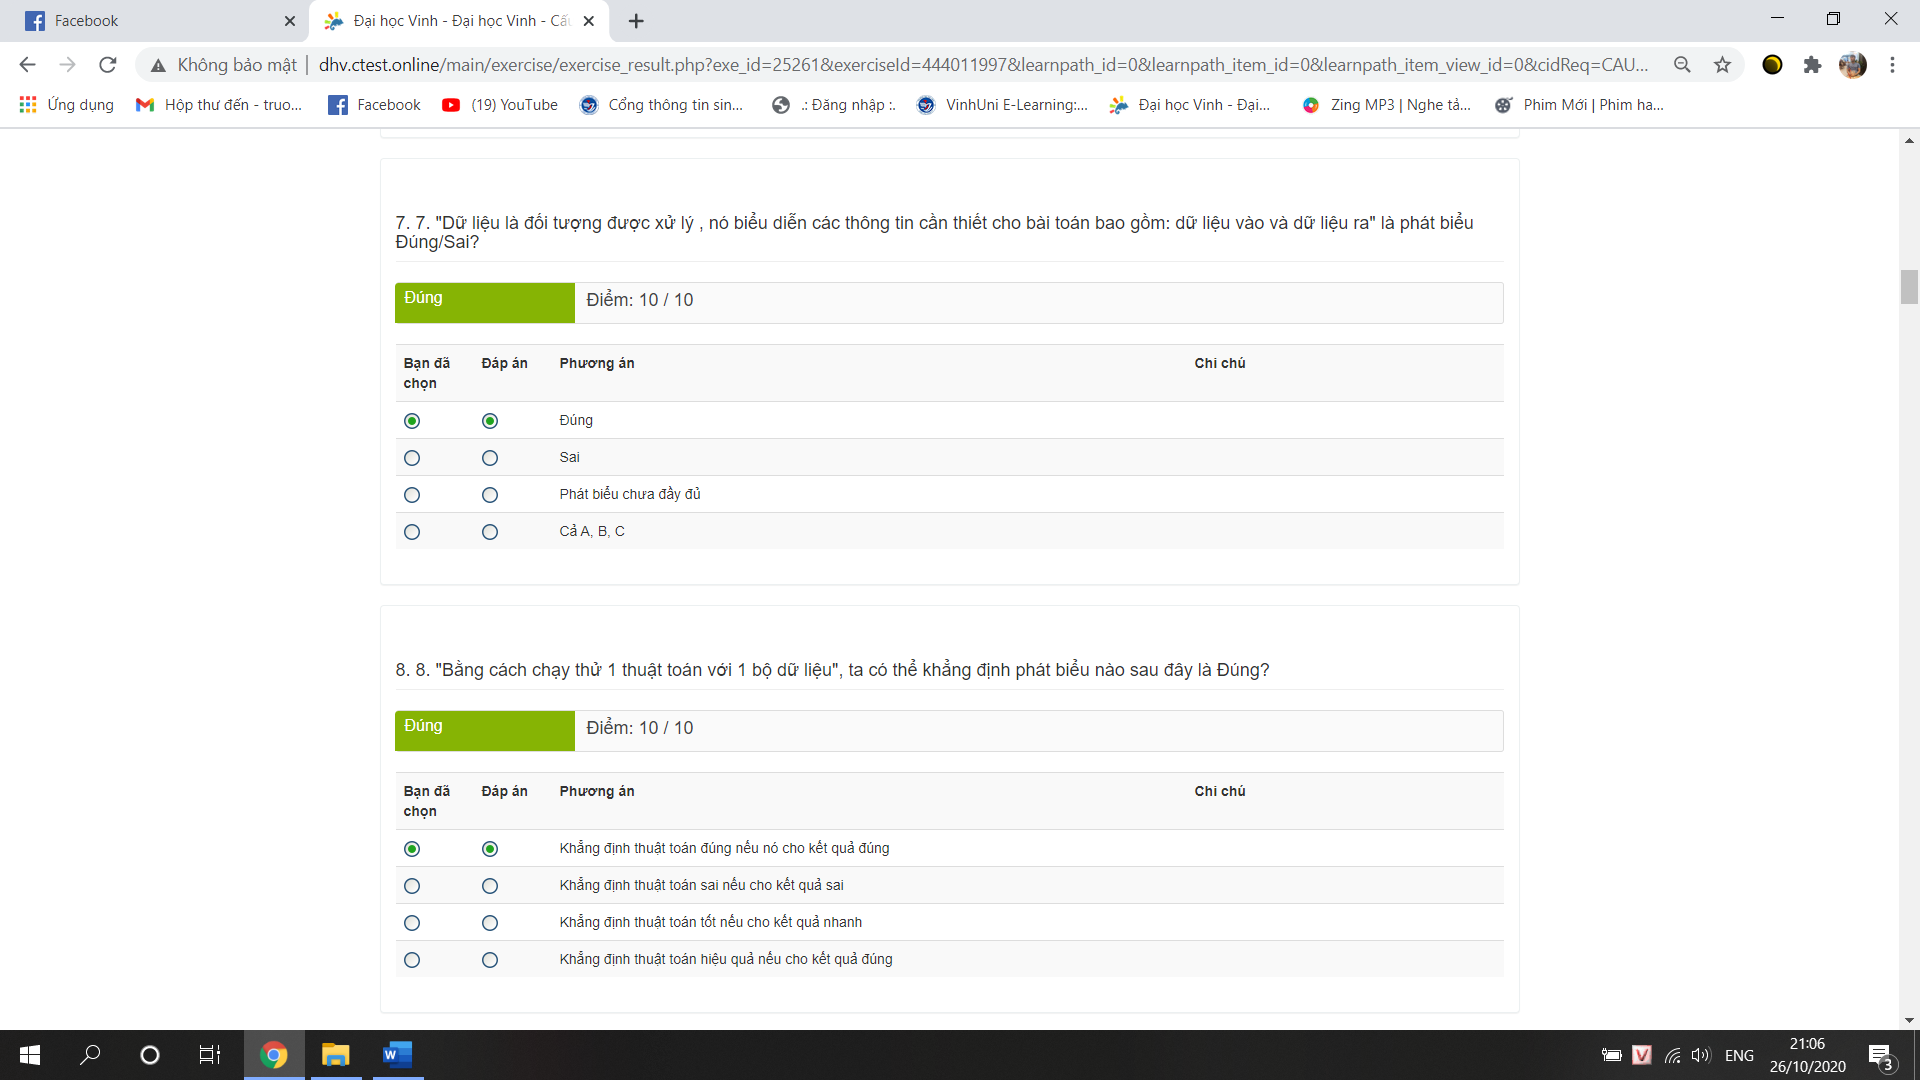 Facebook
Đại học Vinh - Đại học Vinh - Cấu
Không bảo mật | dhv.ctest.online/main/exercise/exercise_result.php?exe_id=25261&exerciseId=444011997&learnpath_id=0&learnpath_item_id=0&learnpath_item_view_id=0&cidReq=CAU...
Ứng dụng Hộp thư đến - truo... Facebook (19) YouTube Cổng thông tin sin... .: Đăng nhập :. VinhUni E-Learning:... Đại học Vinh - Đại... Zing MP3 | Nghe tả... Phim Mới | Phim ha...
7. 7. "Dữ liệu là đối tượng được xử lý , nó biểu diễn các thông tin cần thiết cho bài toán bao gồm: dữ liệu vào và dữ liệu ra" là phát biểu
Đúng/Sai?
Đúng Điểm: 10 / 10
Bạn đã chọn Đáp án Phương án Chi chú
Đúng
Sai
Phát biểu chưa đầy đủ
Cả A, B, C
8. 8. "Bằng cách chạy thử 1 thuật toán với 1 bộ dữ liệu", ta có thể khẳng định phát biểu nào sau đây là Đúng?
Đúng Điểm: 10 / 10
Bạn đã chọn Đáp án Phương án Chi chú
Khẳng định thuật toán đúng nếu nó cho kết quả đúng
Khẳng định thuật toán sai nếu cho kết quả sai
Khẳng định thuật toán tốt nếu cho kết quả nhanh
Khẳng định thuật toán hiệu quả nếu cho kết quả đúng
ENG
21:06
26/10/2020
3